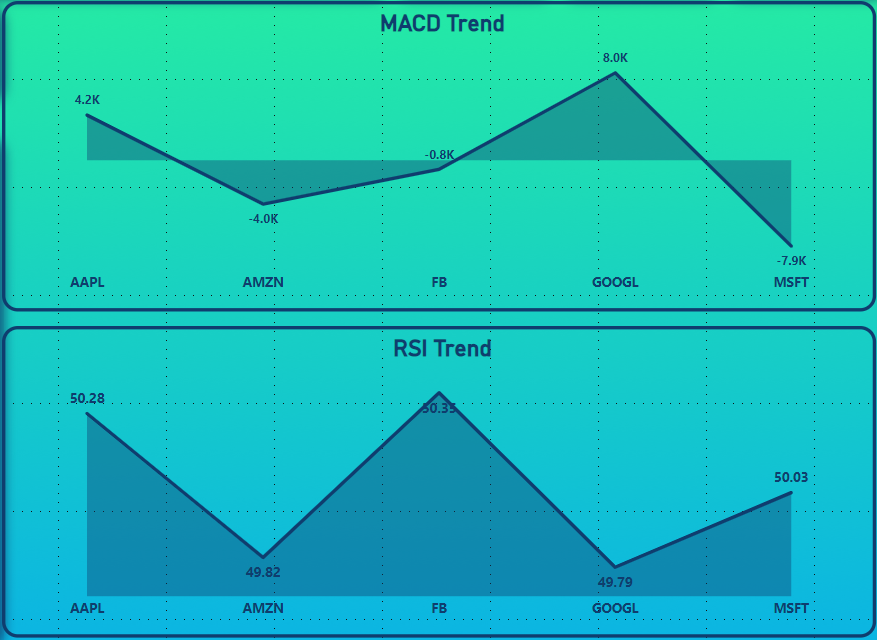 MACD Trend
8.0K
4.2K
-0.8K
-4.0K
-7.9K
AAPL AMZN FB GOOGL MSFT
RSI Trend
50.28
50.35
50.03
49.82
49.79
AAPL AMZN FB GOOGL MSFT